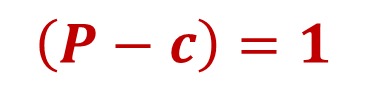 (P − c) = 1